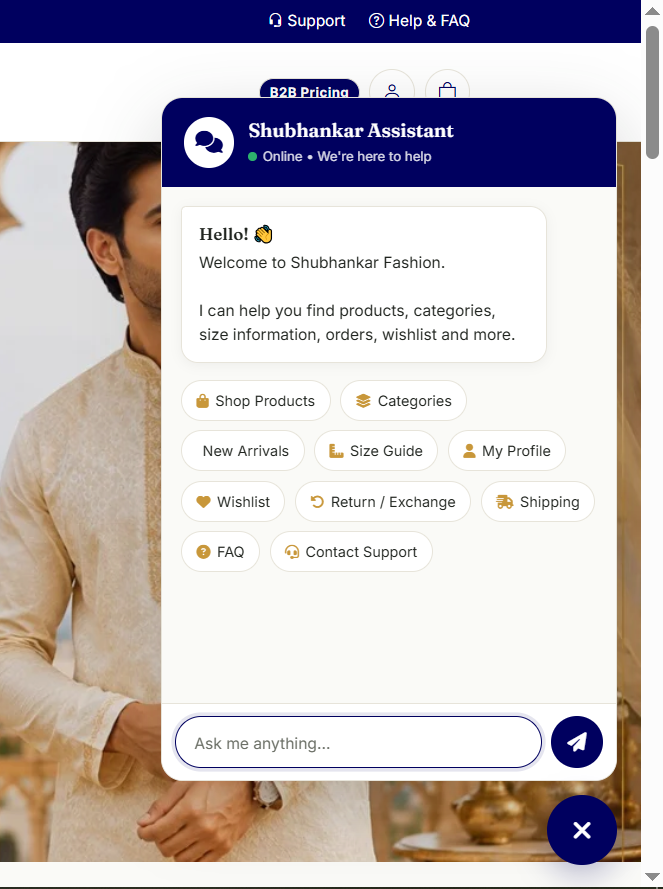 Support
Help & FAQ
B2B Pricing
Shubhankar Assistant
Online • We're here to help
Hello! 👋
Welcome to Shubhankar Fashion.
I can help you find products, categories,
size information, orders, wishlist and more.
Shop Products
Categories
New Arrivals
Size Guide
My Profile
Wishlist
Return / Exchange
Shipping
FAQ
Contact Support
Ask me anything...